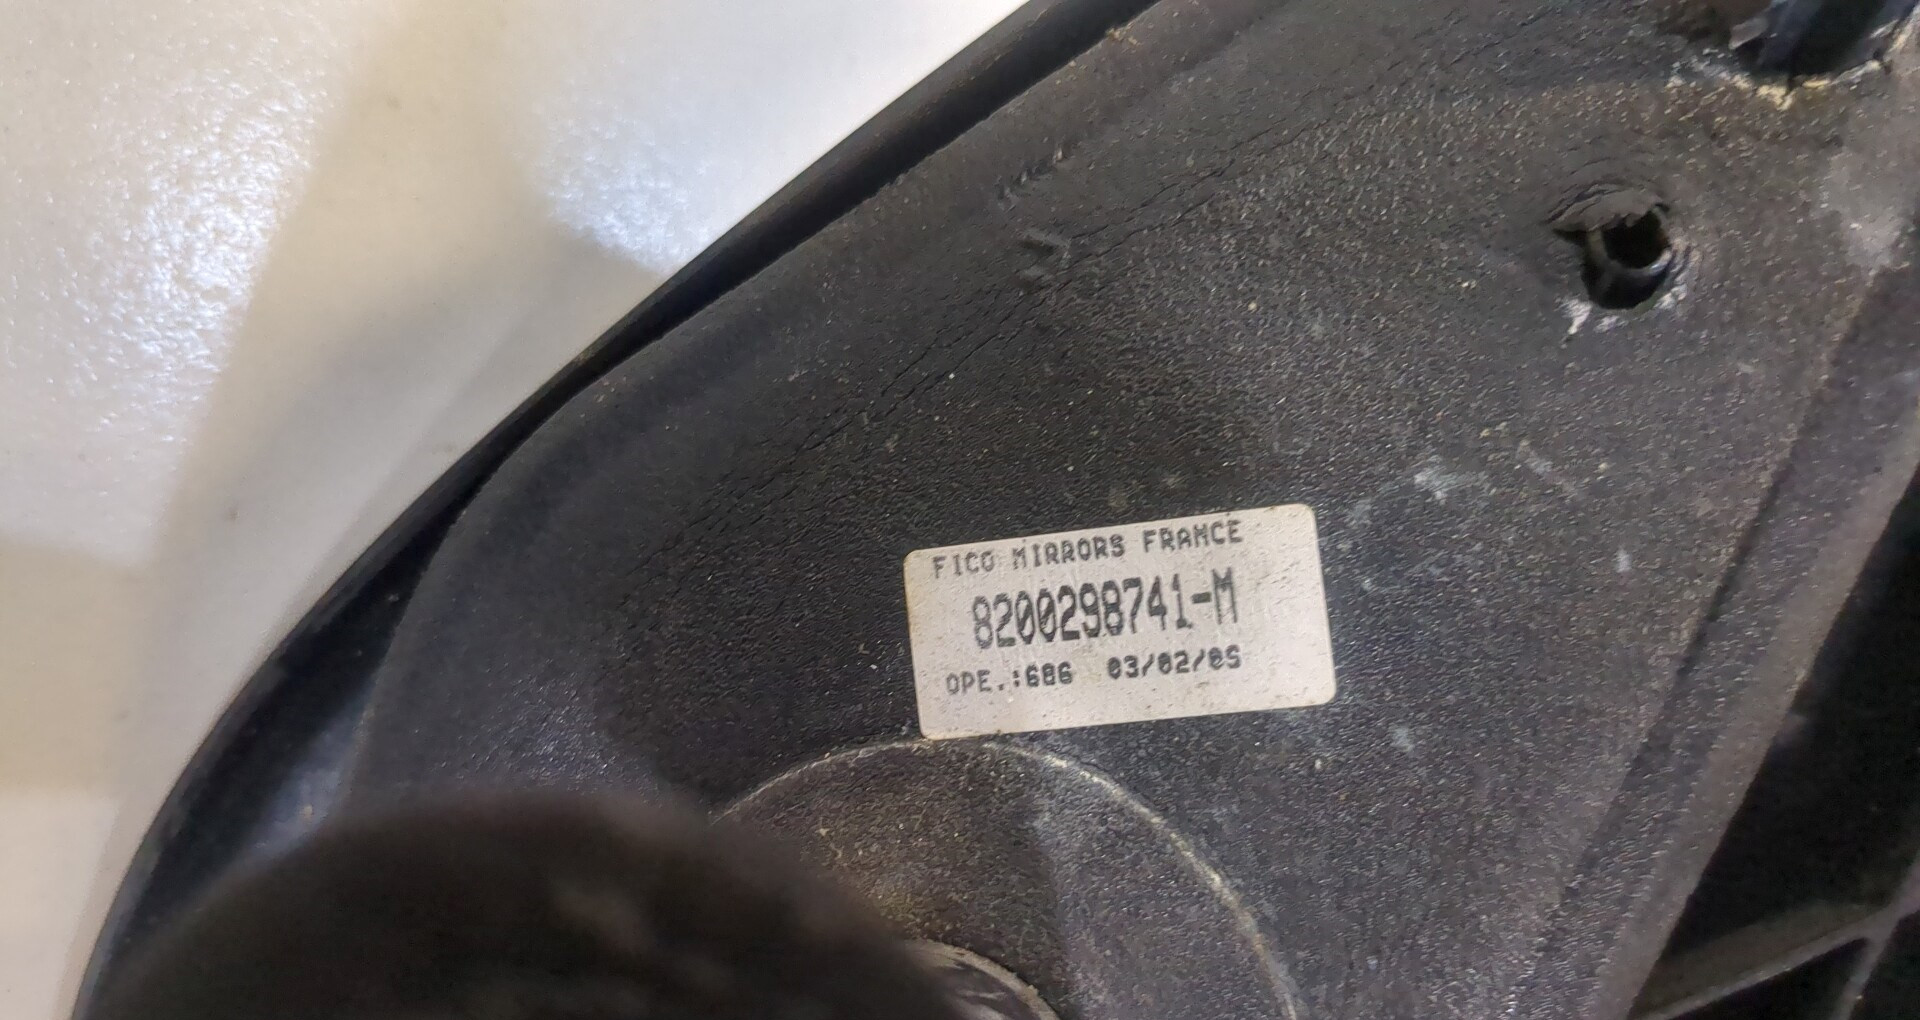 FICO MIRRORS FRANCE
8200298741-M
OPE.:686 03/02/05